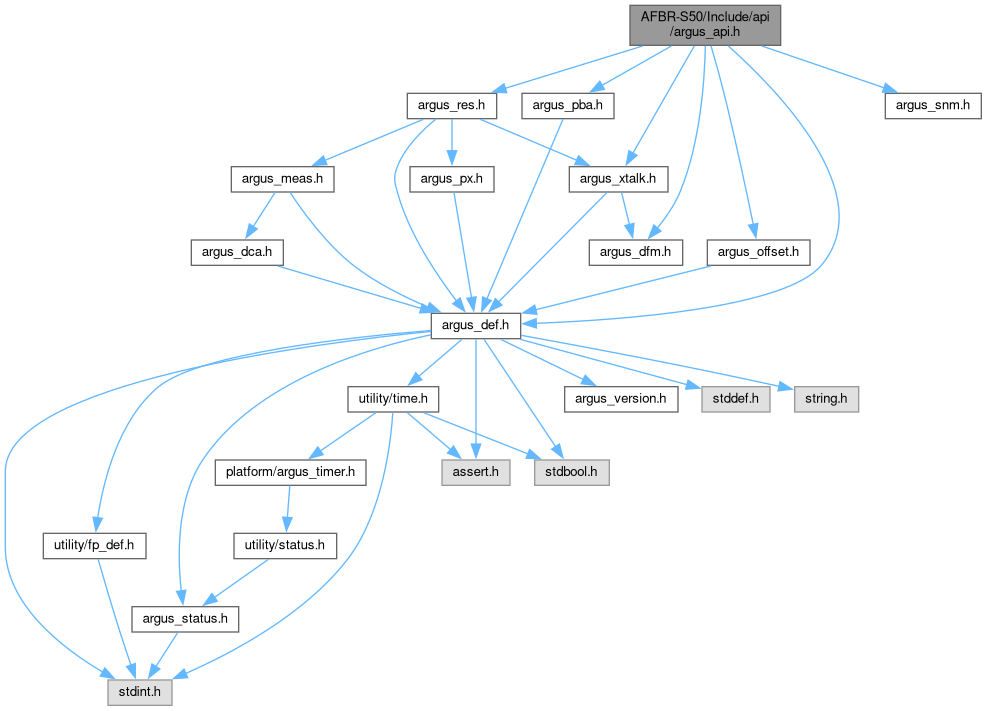 AFBR-S50/Include/api
/argus_api.h
argus_res.h
argus_pba.h
argus_snm.h
argus_meas.h
argus_px.h
argus_xtalk.h
argus_dca.h
argus_dfm.h
argus_offset.h
argus_def.h
utility/time.h
argus_version.h
stddef.h
string.h
platform/argus_timer.h
assert.h
stdbool.h
utility/fp_def.h
utility/status.h
argus_status.h
stdint.h